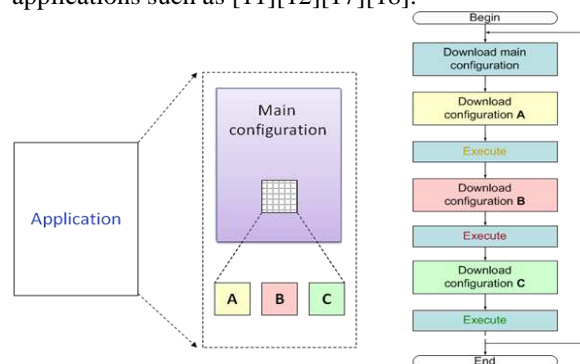 applications such as [11][12][17][18].
Application
Main
configuration
A
B
C
Begin
Download main
configuration
Download
configuration A
Execute
Download
configuration B
Execute
Download
configuration C
Execute
End